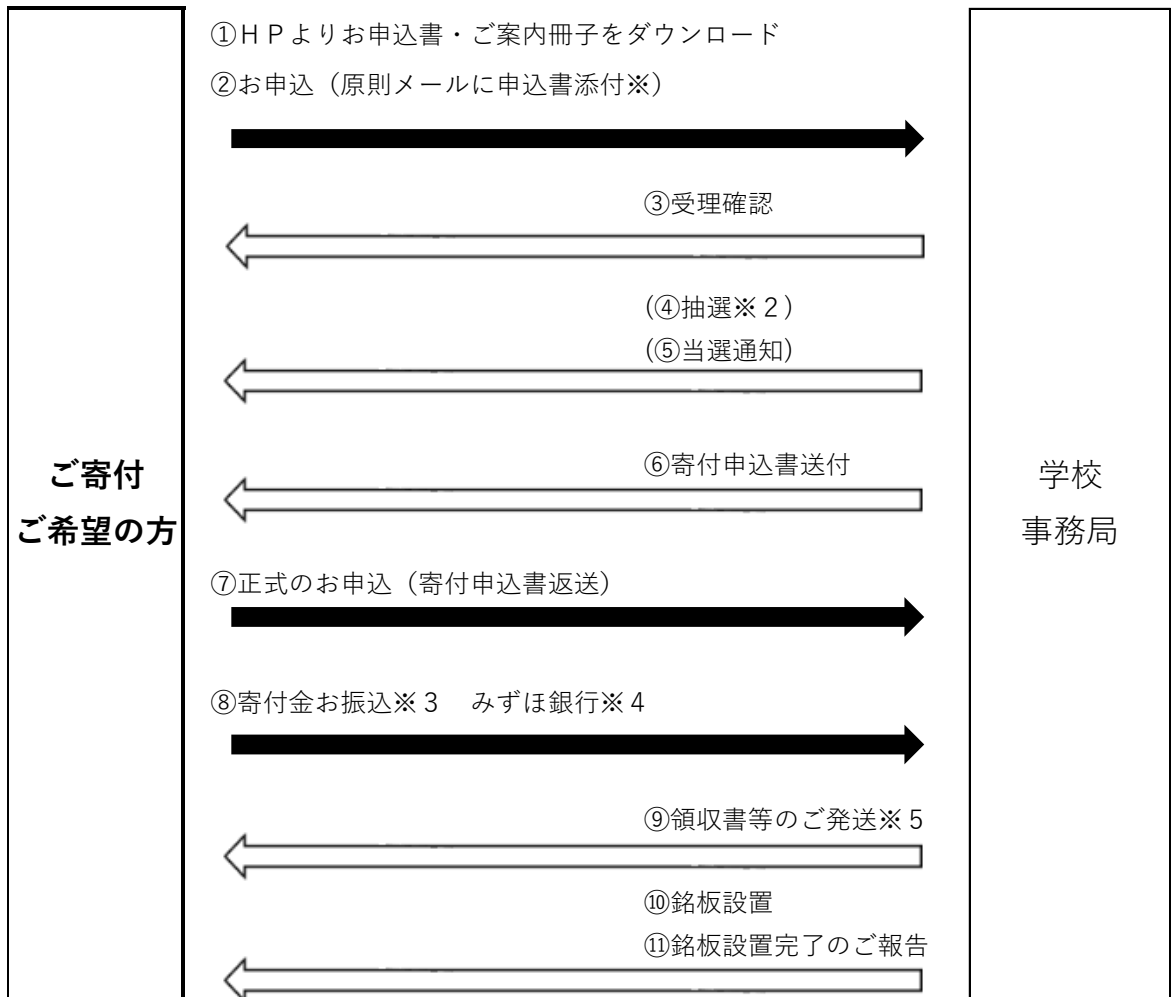 ①ＨＰよりお申込書・ご案内冊子をダウンロード
②お申込（原則メールに申込書添付※）
③受理確認
(④抽選※２)
(⑤当選通知)
⑥寄付申込書送付
ご寄付
ご希望の方
学校
事務局
⑦正式のお申込（寄付申込書返送）
⑧寄付金お振込※３　みずほ銀行※４
⑨領収書等のご発送※５
⑩銘板設置
⑪銘板設置完了のご報告